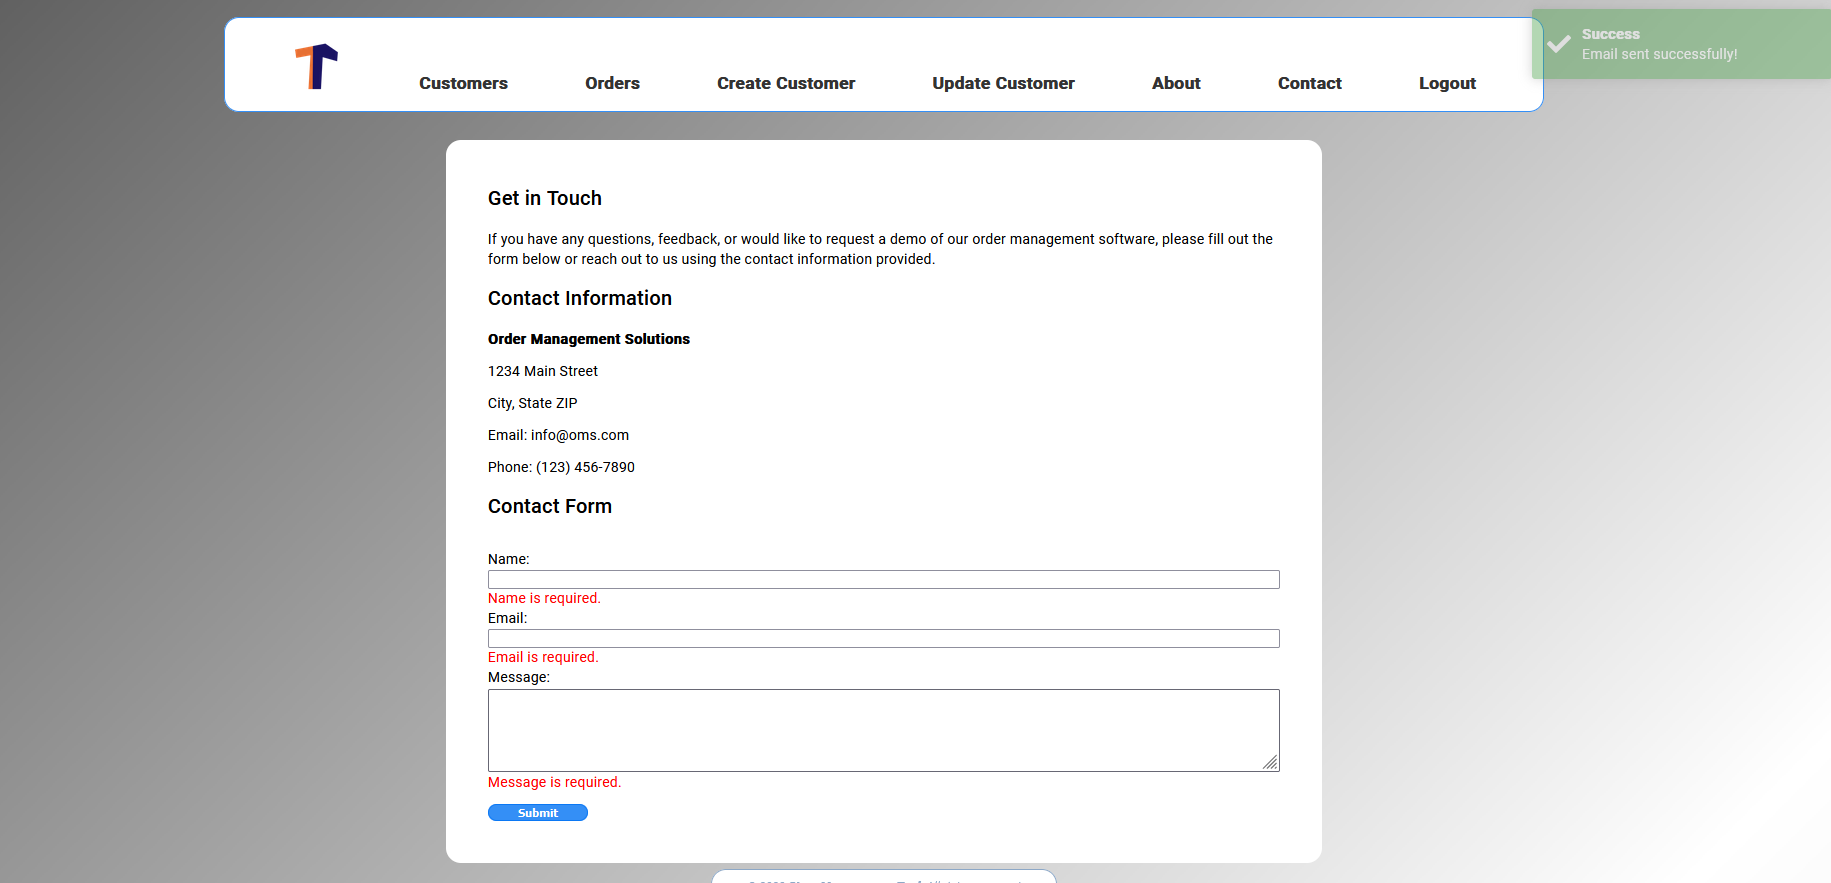 Customers
Orders
Create Customer
Update Customer
About
Contact
Logout
Success
Email sent successfully!
Get in Touch
If you have any questions, feedback, or would like to request a demo of our order management software, please fill out the
form below or reach out to us using the contact information provided.
Contact Information
Order Management Solutions
1234 Main Street
City, State ZIP
Email: info@oms.com
Phone: (123) 456-7890
Contact Form
Name:
Name is required.
Email:
Email is required.
Message:
Message is required.
Submit